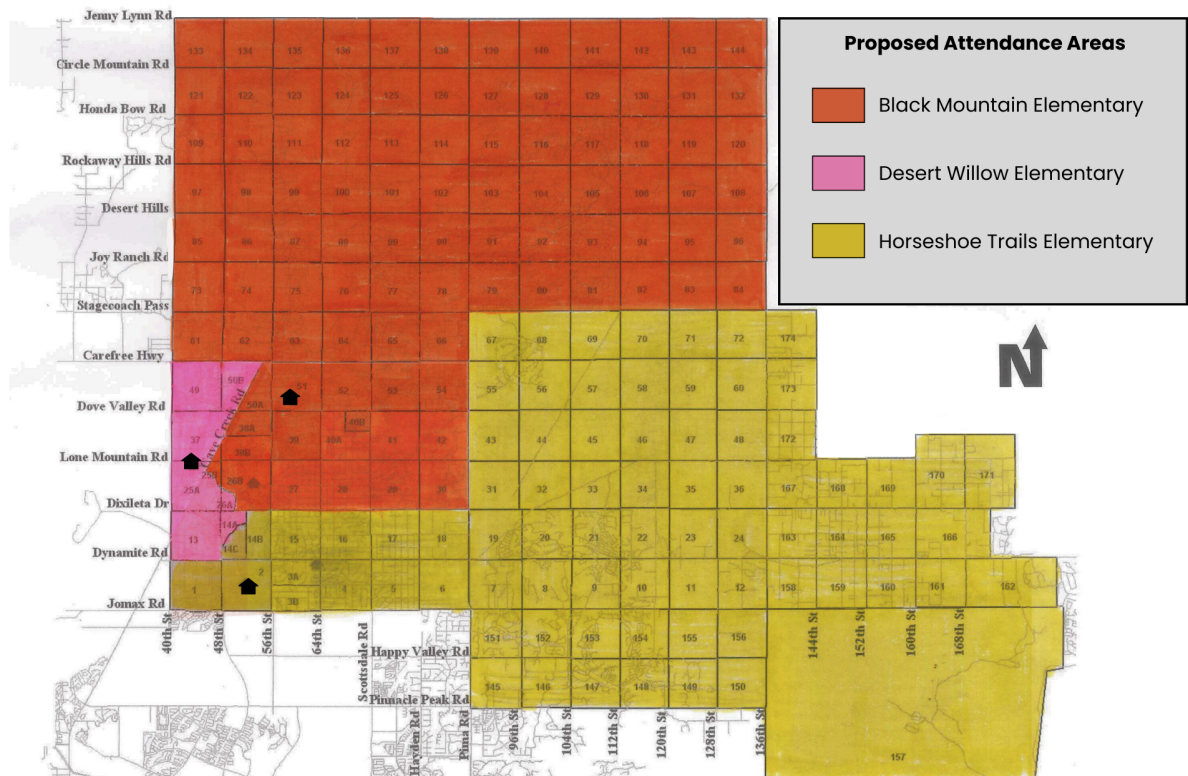 Proposed Attendance Areas
Black Mountain Elementary
Desert Willow Elementary
Horseshoe Trails Elementary
N
Jenny Lynn Rd
133 134 135 136 137 138 139 140 141 142 143 144
Circle Mountain Rd
121 122 123 124 125 126 127 128 129 130 131 132
Honda Bow Rd
109 110 111 112 113 114 115 116 117 118 119 120
Rockaway Hills Rd
97 98 99 100 101 102 103 104 105 106 107 108
Desert Hills
85 86 87 88 89 90 91 92 93 94 95 96
Joy Ranch Rd
73 74 75 76 77 78 79 80 81 82 83 84
Stagecoach Pass
61 62 63 64 65 66 67 68 69 70 71 72 174
Carefree Hwy
49 50B 50A 51 52 53 54 55 56 57 58 59 60 173
Dove Valley Rd
Cave Creek Rd
37 38A 38B 39 40A 40B 41 42 43 44 45 46 47 48 172
Lone Mountain Rd
25A 25B 26B 26A 27 28 29 30 31 32 33 34 35 36 167 168 169 170 171
Dixileta Dr
13 14A 14B 14C 15 16 17 18 19 20 21 22 23 24 163 164 165 166
Dynamite Rd
2 3A 3B 4 5 6 7 8 9 10 11 12 158 159 160 161 162
Jomax Rd
40th St
48th St
56th St
64th St
Scottsdale Rd
144th St
152th St
160th St
168th St
151 152 153 154 155 156
Happy Valley Rd
145 146 147 148 149 150
Pinnacle Peak Rd
Hayden Rd
Pima Rd
96th St
104th St
112th St
120th St
128th St
136th St
157